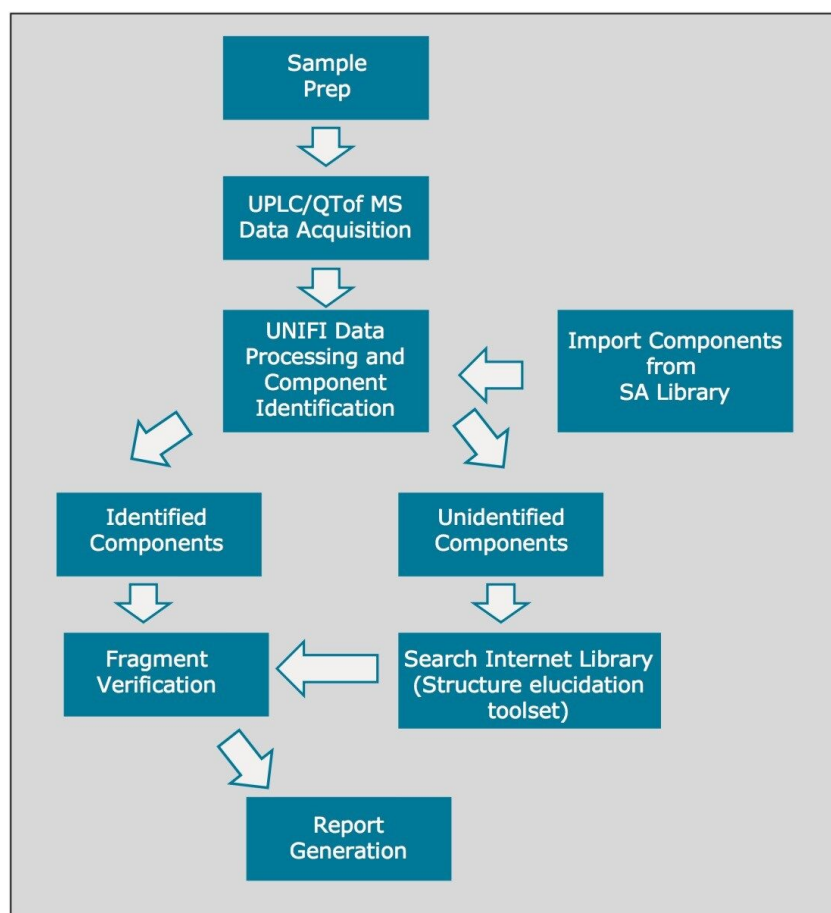 Sample
Prep
UPLC/QTof MS
Data Acquisition
UNIFI Data
Processing and
Component
Identification
Import Components
from
SA Library
Identified
Components
Unidentified
Components
Fragment
Verification
Search Internet Library
(Structure elucidation
toolset)
Report
Generation